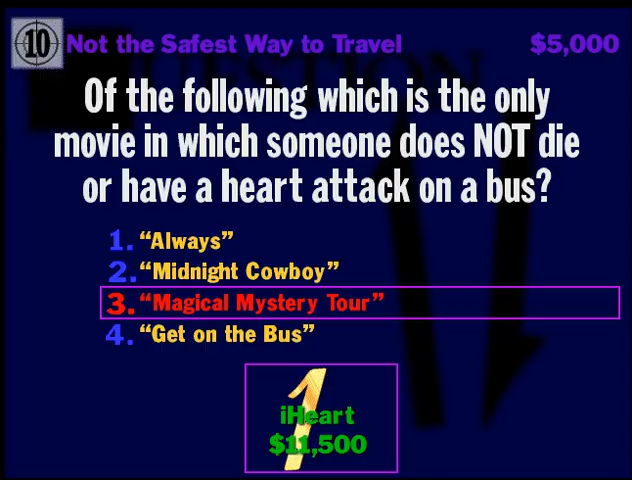 10 Not the Safest Way to Travel $5,000
QUESTION
Of the following which is the only
movie in which someone does NOT die
or have a heart attack on a bus?
1. “Always”
2. “Midnight Cowboy”
3. “Magical Mystery Tour”
4. “Get on the Bus”
1
iHeart
$11,500